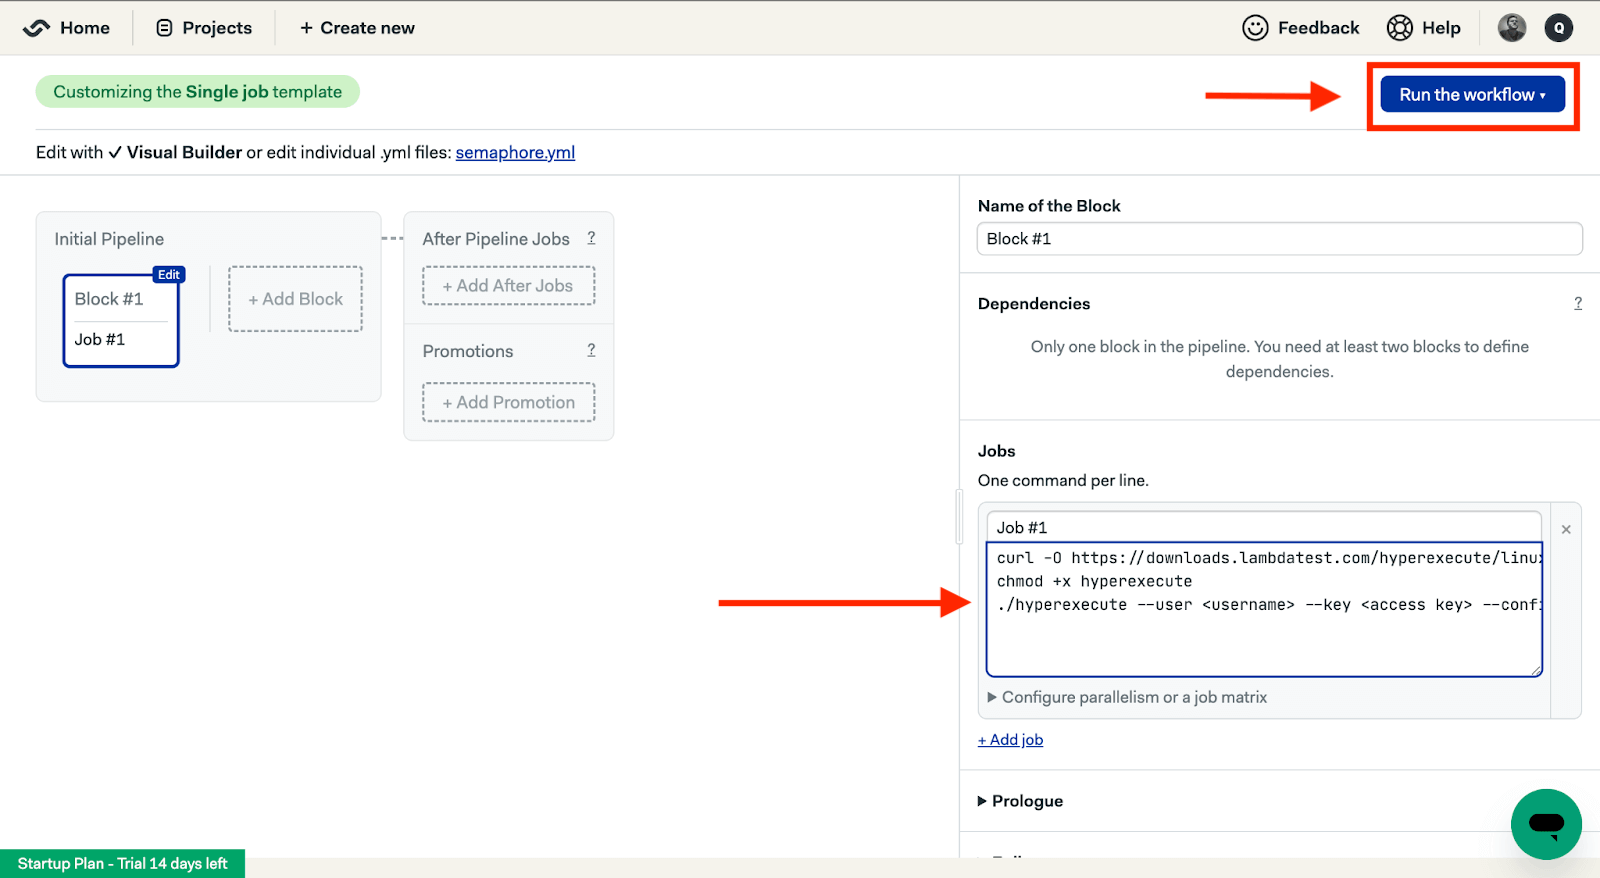 Home
Projects
+ Create new
Feedback
Help
Q
Customizing the Single job template
Run the workflow ▾
Edit with ✓ Visual Builder or edit individual .yml files: semaphore.yml
Initial Pipeline
Edit
Block #1
Job #1
+ Add Block
After Pipeline Jobs ?
+ Add After Jobs
Promotions ?
+ Add Promotion
Name of the Block
Block #1
Dependencies ?
Only one block in the pipeline. You need at least two blocks to define
dependencies.
Jobs
One command per line.
Job #1
×
curl -O https://downloads.lambdatest.com/hyperexecute/linux
chmod +x hyperexecute
./hyperexecute --user <username> --key <access key> --confi
▶ Configure parallelism or a job matrix
+ Add job
▶ Prologue
Startup Plan - Trial 14 days left